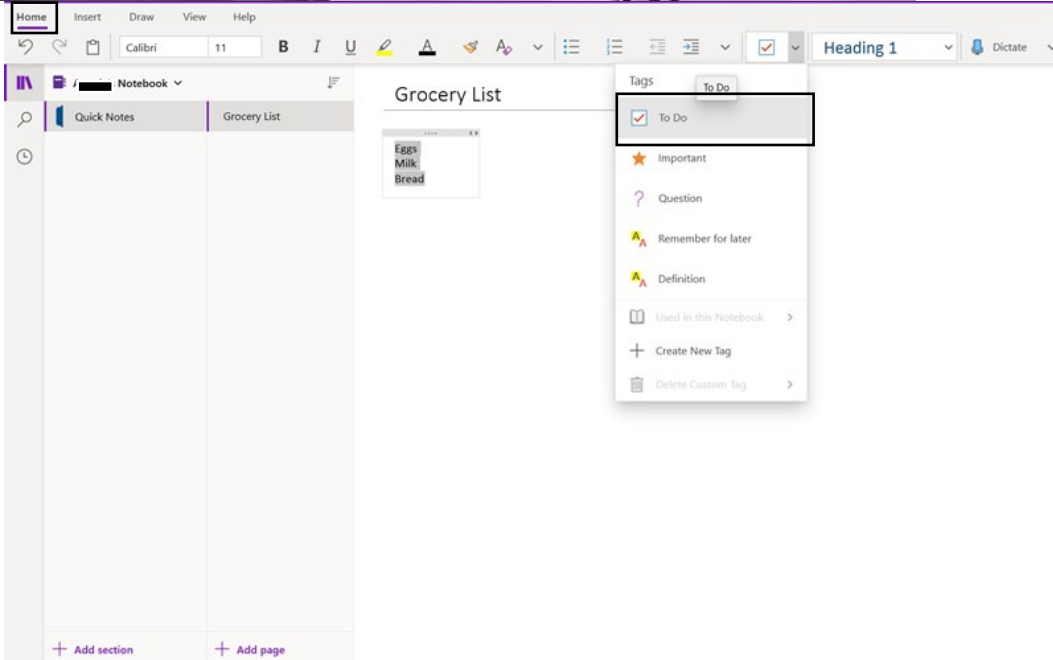 Home Insert Draw View Help
Calibri 11 B I U A A Heading 1 Dictate
Notebook
Quick Notes
Grocery List
Grocery List
Eggs
Milk
Bread
Tags
To Do
To Do
Important
? Question
A A Remember for later
A A Definition
Used in this Notebook
Create New Tag
Delete Custom Tag
+ Add section
+ Add page